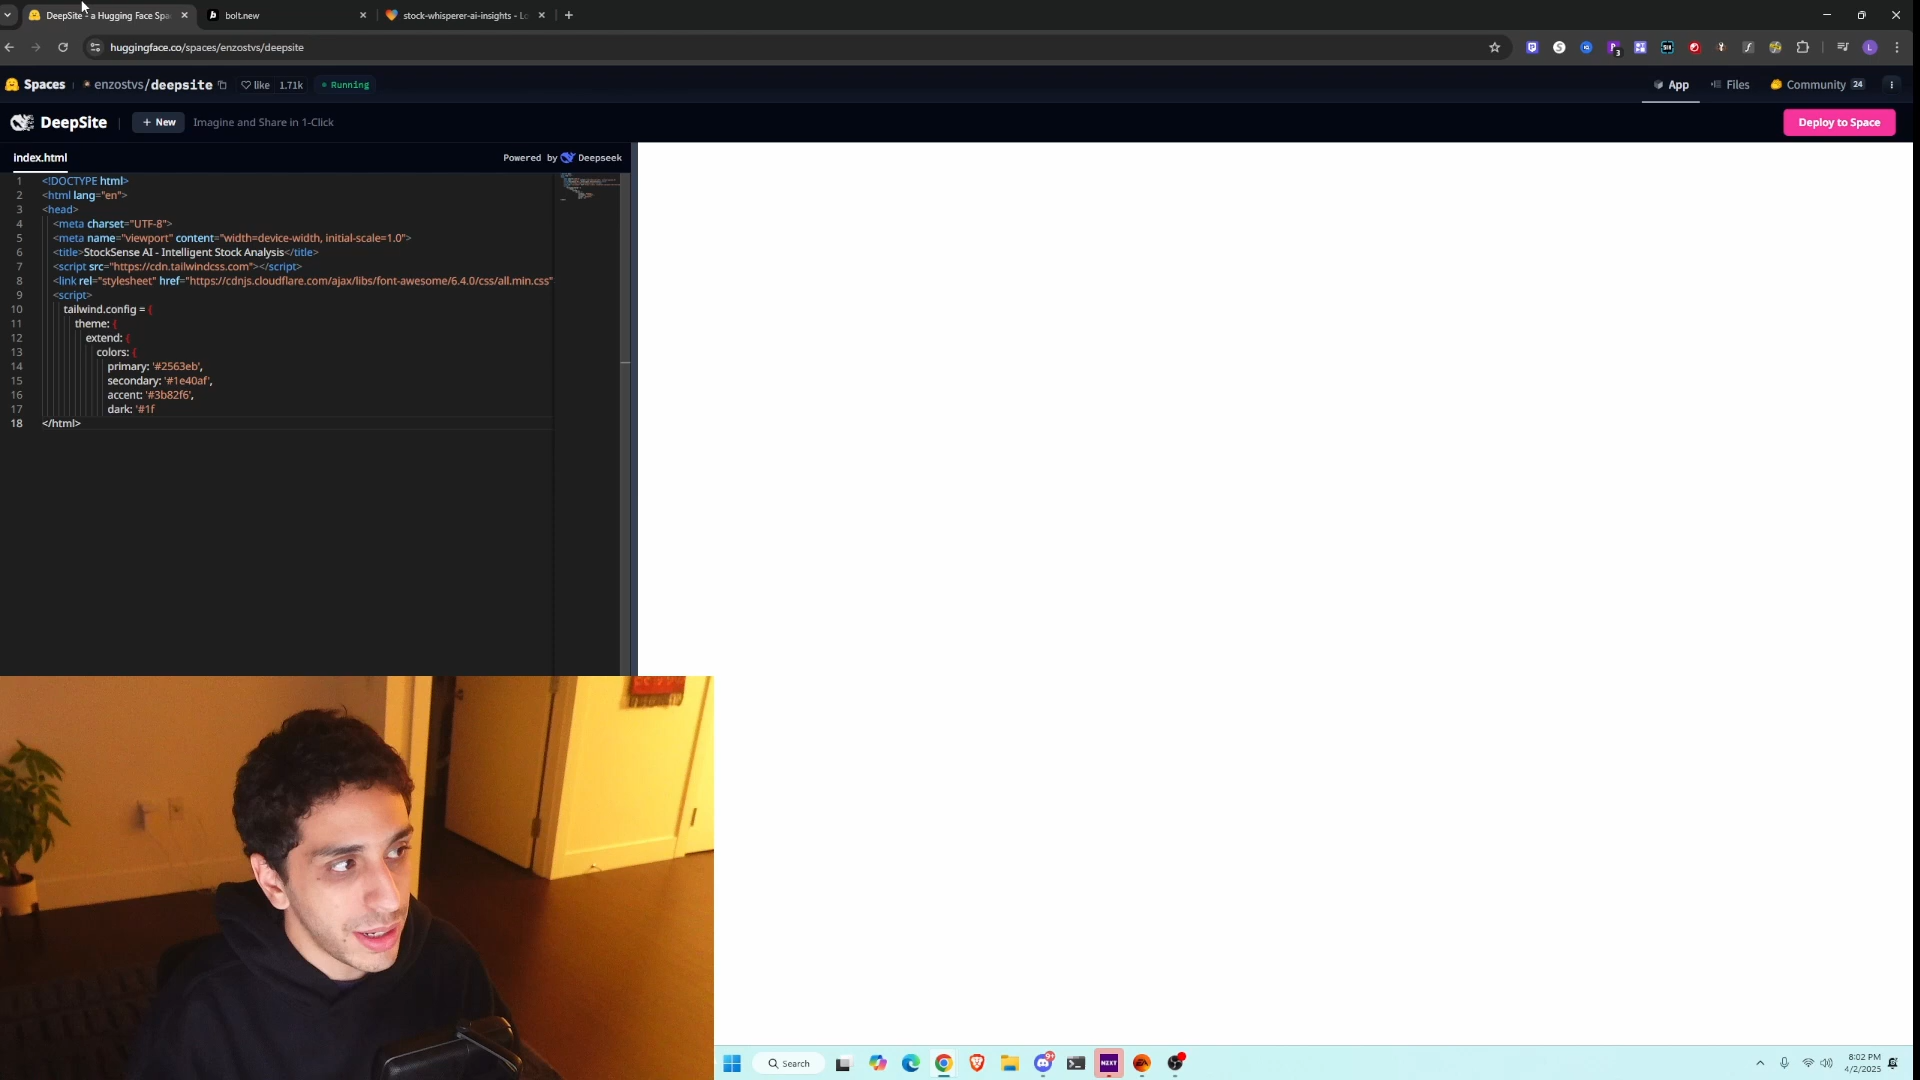 DeepSite - a Hugging Face Spa
bolt.new
stock-whisperer-ai-insights - Lo
huggingface.co/spaces/enzostvs/deepsite
Spaces
enzostvs/deepsite
like 1.71k
Running
App
Files
Community 24
DeepSite
+ New
Imagine and Share in 1-Click
Deploy to Space
index.html
Powered by Deepseek
1 <!DOCTYPE html>
2 <html lang="en">
3 <head>
4 <meta charset="UTF-8">
5 <meta name="viewport" content="width=device-width, initial-scale=1.0">
6 <title>StockSense AI - Intelligent Stock Analysis</title>
7 <script src="https://cdn.tailwindcss.com"></script>
8 <link rel="stylesheet" href="https://cdnjs.cloudflare.com/ajax/libs/font-awesome/6.4.0/css/all.min.css"
9 <script>
10 tailwind.config = {
11 theme: {
12 extend: {
13 colors: {
14 primary: '#2563eb',
15 secondary: '#1e40af',
16 accent: '#3b82f6',
17 dark: '#1f
18 </html>
Search
NEXT
8:02 PM
4/2/2025